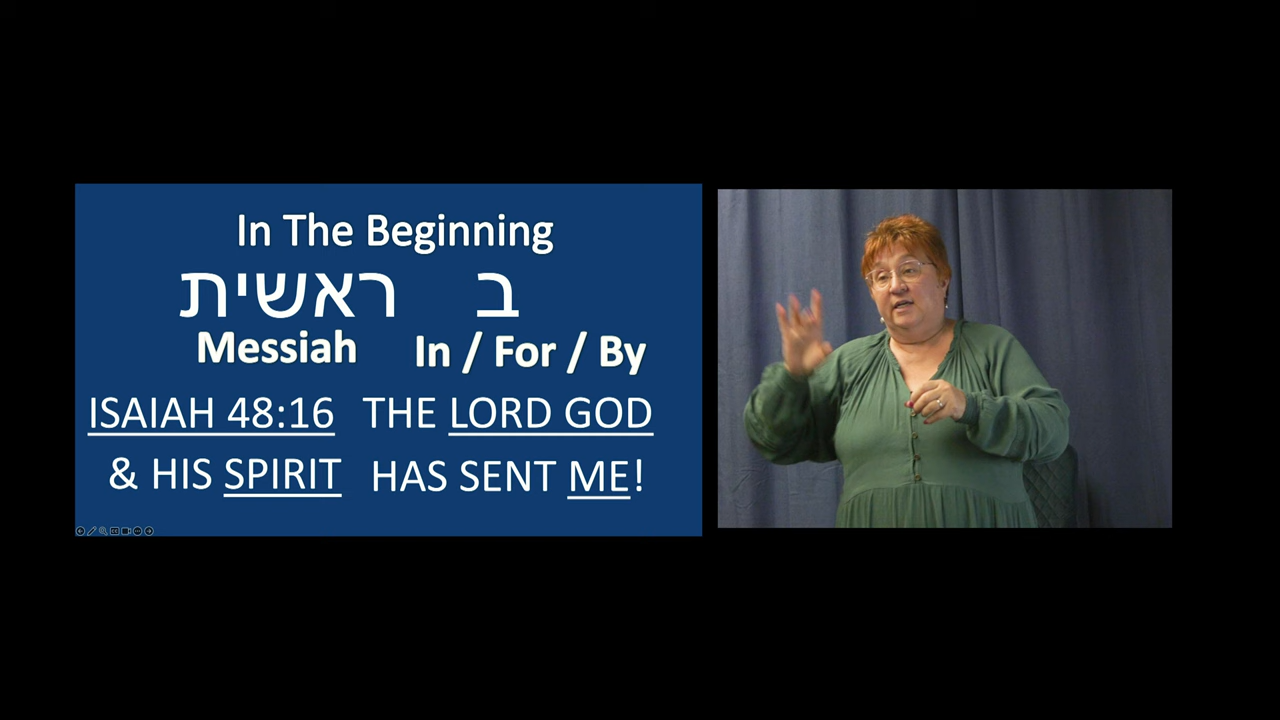 In The Beginning
ב ראשית
Messiah In / For / By
ISAIAH 48:16 THE LORD GOD
& HIS SPIRIT HAS SENT ME!